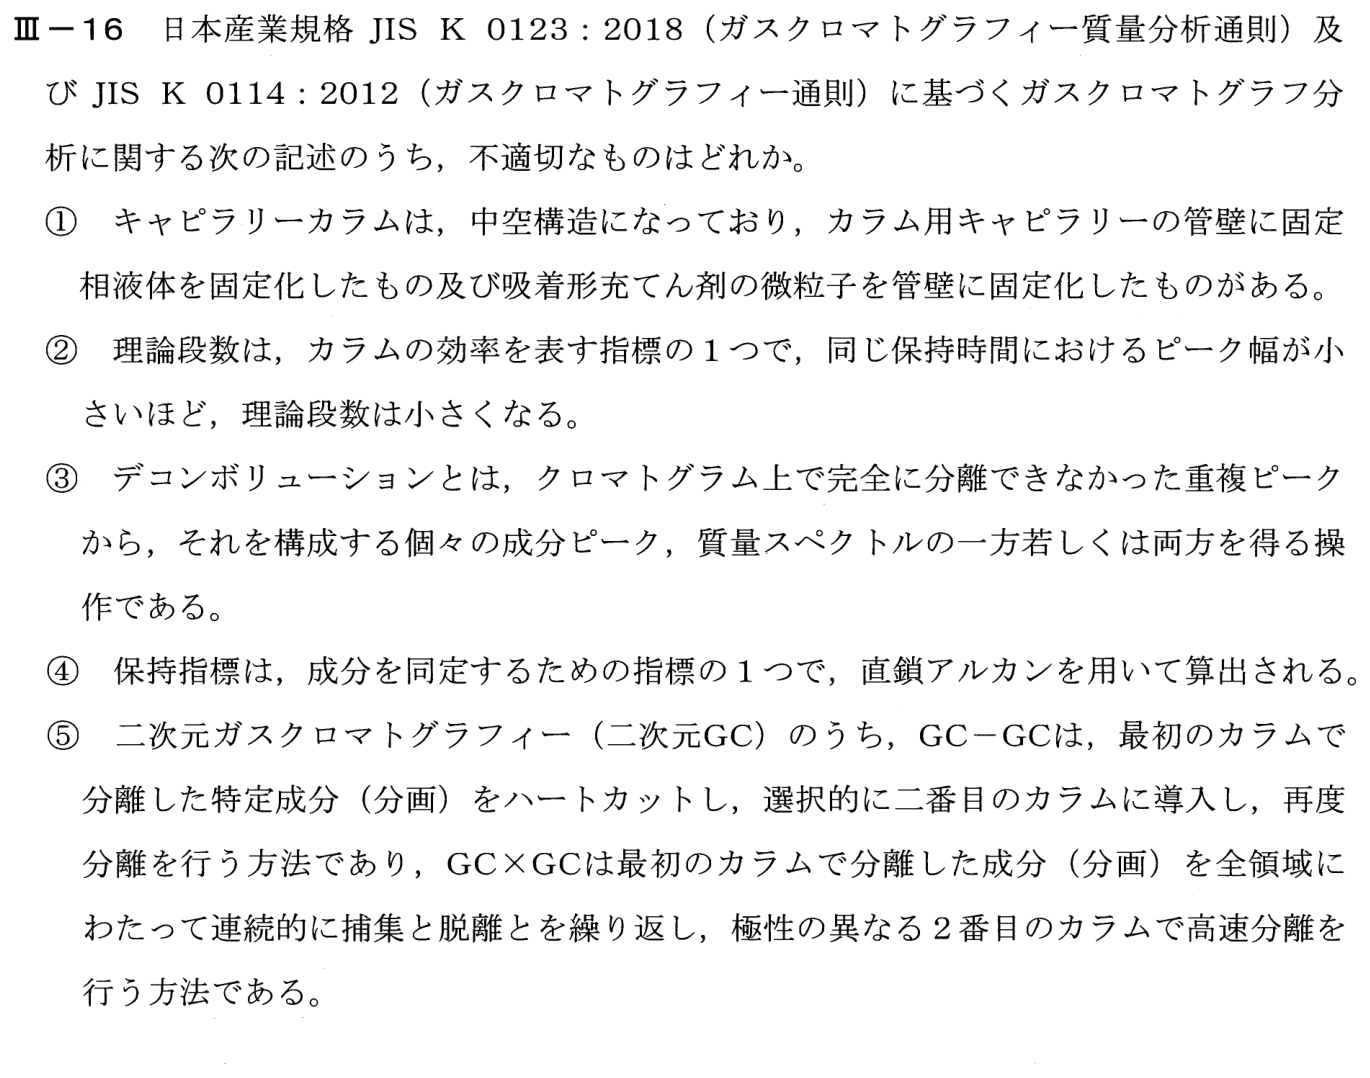 Ⅲ－16　日本産業規格 JIS K 0123：2018（ガスクロマトグラフィー質量分析通則）及
び JIS K 0114：2012（ガスクロマトグラフィー通則）に基づくガスクロマトグラフ分
析に関する次の記述のうち，不適切なものはどれか。
①　キャピラリーカラムは，中空構造になっており，カラム用キャピラリーの管壁に固定
相液体を固定化したもの及び吸着形充てん剤の微粒子を管壁に固定化したものがある。
②　理論段数は，カラムの効率を表す指標の１つで，同じ保持時間におけるピーク幅が小
さいほど，理論段数は小さくなる。
③　デコンボリューションとは，クロマトグラム上で完全に分離できなかった重複ピーク
から，それを構成する個々の成分ピーク，質量スペクトルの一方若しくは両方を得る操
作である。
④　保持指標は，成分を同定するための指標の１つで，直鎖アルカンを用いて算出される。
⑤　二次元ガスクロマトグラフィー（二次元GC）のうち，GC－GCは，最初のカラムで
分離した特定成分（分画）をハートカットし，選択的に二番目のカラムに導入し，再度
分離を行う方法であり，GC×GCは最初のカラムで分離した成分（分画）を全領域に
わたって連続的に捕集と脱離とを繰り返し，極性の異なる２番目のカラムで高速分離を
行う方法である。